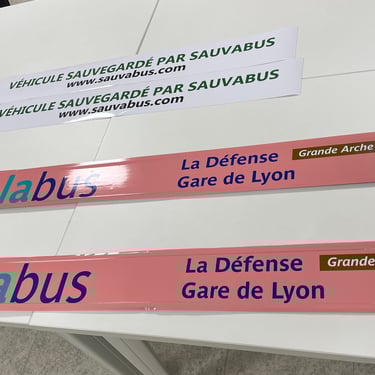 VÉHICULE SAUVEGARDÉ PAR SAUVABUS
www.sauvabus.com
VÉHICULE SAUVEGARDÉ PAR SAUVABUS
www.sauvabus.com
labus
La Défense
Grande Arche
Gare de Lyon
abus
La Défense
Grande
Gare de Lyon